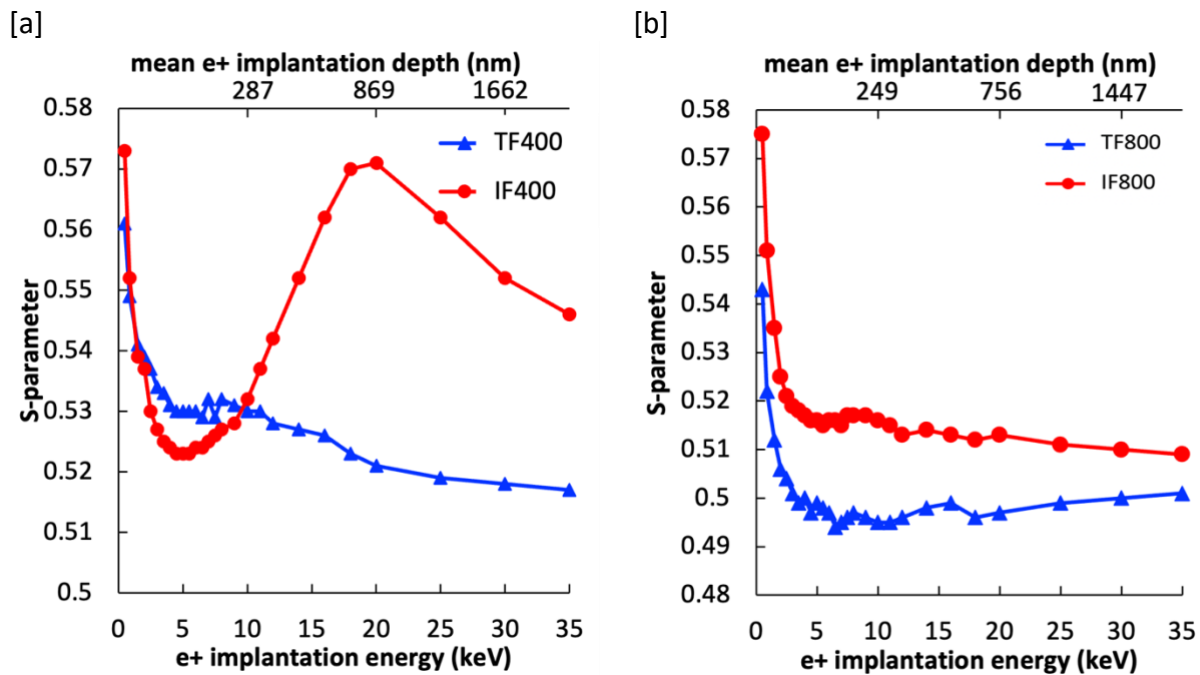 [a]
mean e+ implantation depth (nm)
287 869 1662
0.58
0.57
0.56
0.55
0.54
0.53
0.52
0.51
0.5
S-parameter
TF400
IF400
0 5 10 15 20 25 30 35
e+ implantation energy (keV)
[b]
mean e+ implantation depth (nm)
249 756 1447
0.58
0.57
0.56
0.55
0.54
0.53
0.52
0.51
0.5
0.49
0.48
S-parameter
TF800
IF800
0 5 10 15 20 25 30 35
e+ implantation energy (keV)